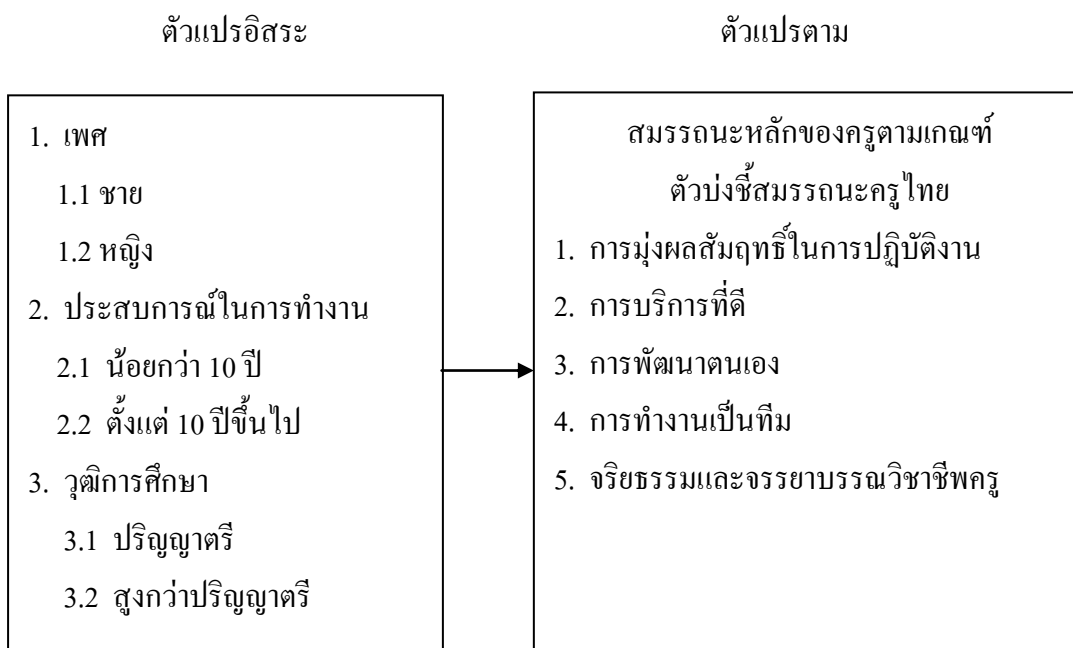 ตัวแปรอิสระ
ตัวแปรตาม
1. เพศ
1.1 ชาย
1.2 หญิง
2. ประสบการณ์ในการทำงาน
2.1 น้อยกว่า 10 ปี
2.2 ตั้งแต่ 10 ปีขึ้นไป
3. วุฒิการศึกษา
3.1 ปริญญาตรี
3.2 สูงกว่าปริญญาตรี
สมรรถนะหลักของครูตามเกณฑ์
ตัวบ่งชี้สมรรถนะครูไทย
1. การมุ่งผลสัมฤทธิ์ในการปฏิบัติงาน
2. การบริการที่ดี
3. การพัฒนาตนเอง
4. การทำงานเป็นทีม
5. จริยธรรมและจรรยาบรรณวิชาชีพครู